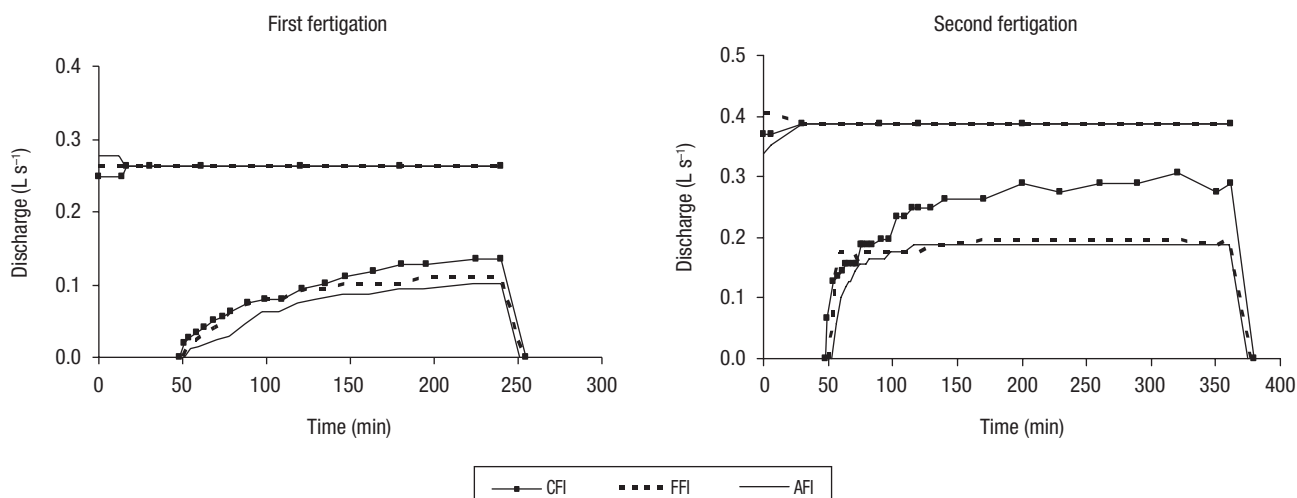 First fertigation
0.4
0.3
0.2
0.1
0.0
Discharge (L s⁻¹)
0 50 100 150 200 250 300
Time (min)
Second fertigation
0.5
0.4
0.3
0.2
0.1
0.0
Discharge (L s⁻¹)
0 50 100 150 200 250 300 350 400
Time (min)
CFI FFI AFI